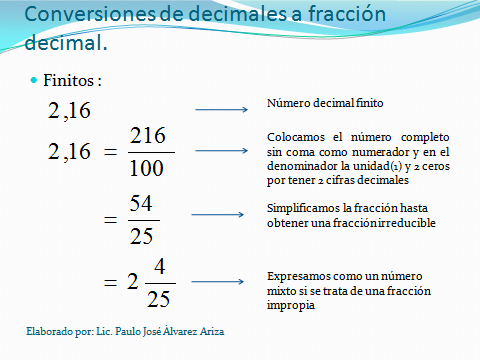 Conversiones de decimales a fracción
decimal.
Finitos :
2,16
Número decimal finito
2,16 = 216/100
Colocamos el número completo
sin coma como numerador y en el
denominador la unidad(1) y 2 ceros
por tener 2 cifras decimales
= 54/25
Simplificamos la fracción hasta
obtener una fracción irreducible
= 2 4/25
Expresamos como un número
mixto si se trata de una fracción
impropia
Elaborado por: Lic. Paulo José Álvarez Ariza